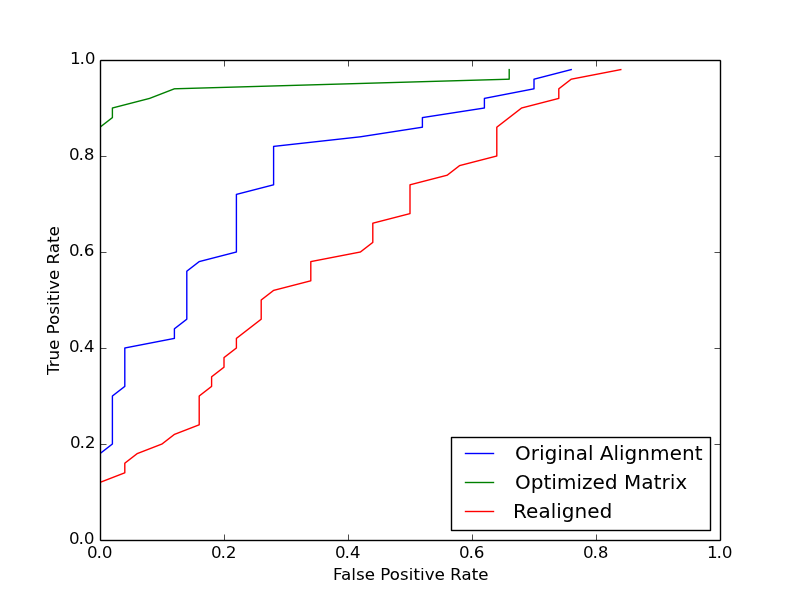 1.0
0.8
0.6
0.4
0.2
0.0
True Positive Rate
Original Alignment
Optimized Matrix
Realigned
0.0 0.2 0.4 0.6 0.8 1.0
False Positive Rate